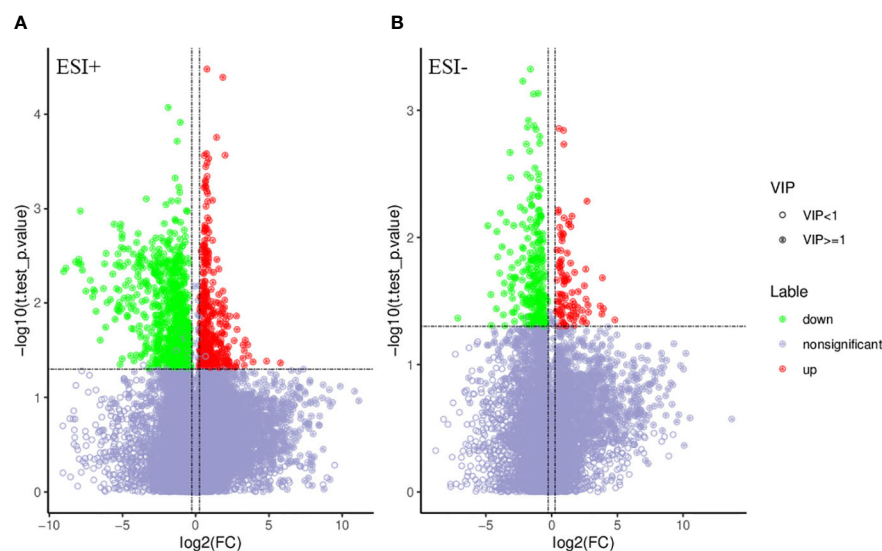 A
B
ESI+
ESI-
−log10(t.test_p.value)
4
3
2
1
0
−10
−5
0
5
10
log2(FC)
−log10(t.test_p.value)
3
2
1
0
−5
0
5
10
log2(FC)
VIP
VIP<1
VIP>=1
Lable
down
nonsignificant
up